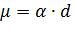 μ = α · d